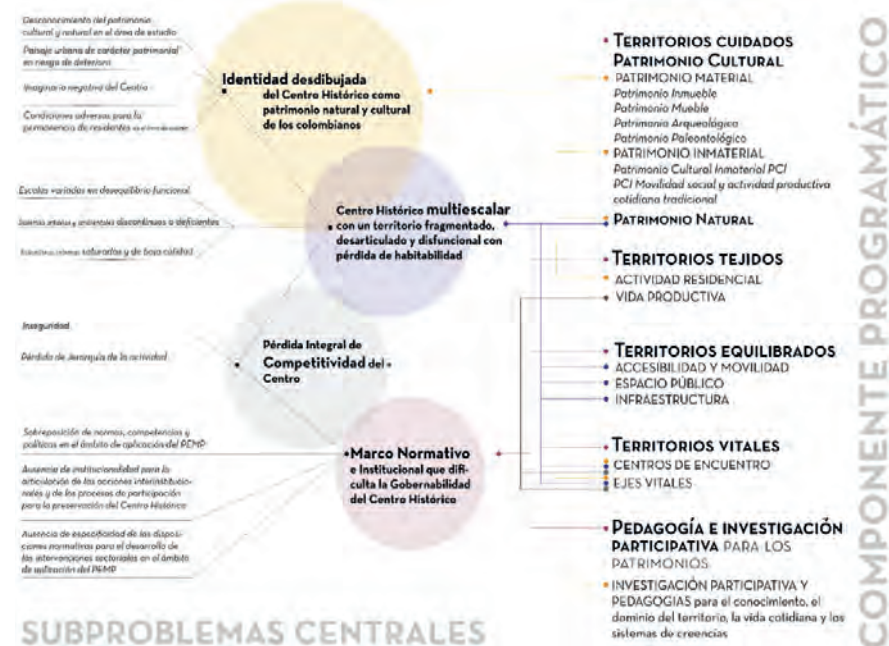 Desconocimiento del patrimonio
cultural y natural en el área de estudio
Paisaje urbano de carácter patrimonial
en riesgo de deterioro
Imaginario negativo del Centro
Condiciones adversas para la
permanencia de residentes
Identidad desdibujada
del Centro Histórico como
patrimonio natural y cultural
de los colombianos
Escalas variadas en desequilibrio funcional
discontinuos o deficientes
saturadas y de baja calidad
Centro Histórico multiescalar
con un territorio fragmentado,
desarticulado y disfuncional con
pérdida de habitabilidad
Inseguridad
Pérdida de Jerarquía de la actividad
Pérdida Integral de
Competitividad del
Centro
Sobreposición de normas, competencias y
políticas en el ámbito de aplicación del PEMP
Ausencia de institucionalidad para la
articulación de las acciones interinstitucio-
nales y de los procesos de participación
para la preservación del Centro Histórico
Ausencia de especificidad de las disposi-
ciones normativas para el desarrollo de
las intervenciones sectoriales en el ámbito
de aplicación del PEMP
Marco Normativo
e Institucional que difi-
culta la Gobernabilidad
del Centro Histórico
SUBPROBLEMAS CENTRALES
TERRITORIOS CUIDADOS
PATRIMONIO CULTURAL
PATRIMONIO MATERIAL
Patrimonio Inmueble
Patrimonio Mueble
Patrimonio Arqueológico
Patrimonio Paleontológico
PATRIMONIO INMATERIAL
Patrimonio Cultural Inmaterial PCI
PCI Movilidad social y actividad productiva
cotidiana tradicional
PATRIMONIO NATURAL
TERRITORIOS TEJIDOS
ACTIVIDAD RESIDENCIAL
VIDA PRODUCTIVA
TERRITORIOS EQUILIBRADOS
ACCESIBILIDAD Y MOVILIDAD
ESPACIO PÚBLICO
INFRAESTRUCTURA
TERRITORIOS VITALES
CENTROS DE ENCUENTRO
EJES VITALES
PEDAGOGÍA E INVESTIGACIÓN
PARTICIPATIVA PARA LOS
PATRIMONIOS
INVESTIGACIÓN PARTICIPATIVA Y
PEDAGOGIAS para el conocimiento, el
dominio del territorio, la vida cotidiana y los
sistemas de creencias
COMPONENTE PROGRAMÁTICO